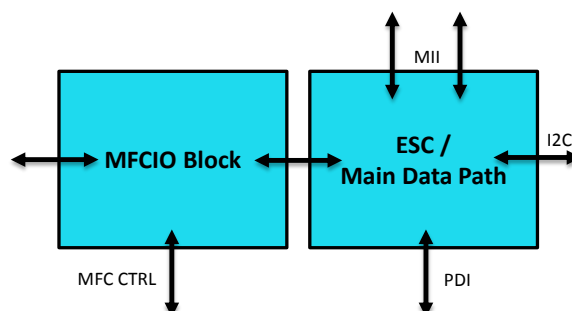 MII
MFCIO Block
ESC /
Main Data Path
I2C
MFC CTRL
PDI